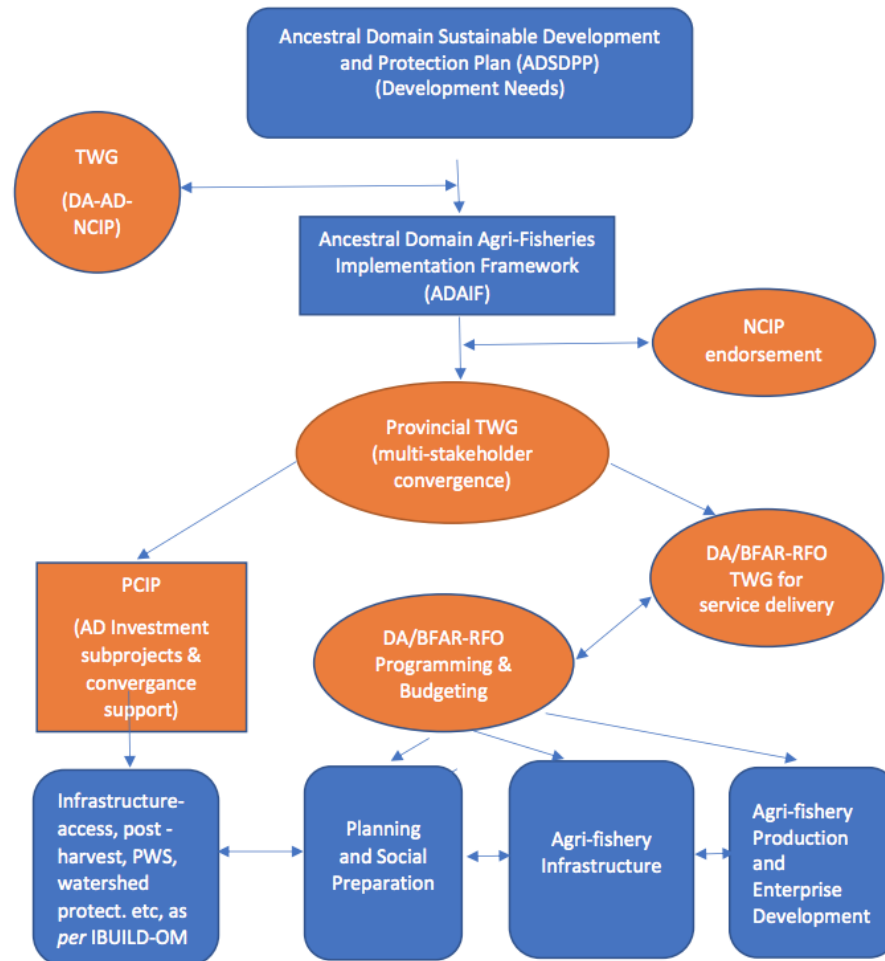 Ancestral Domain Sustainable Development
and Protection Plan (ADSDPP)
(Development Needs)
TWG
(DA-AD-
NCIP)
Ancestral Domain Agri-Fisheries
Implementation Framework
(ADAIF)
NCIP
endorsement
Provincial TWG
(multi-stakeholder
convergence)
DA/BFAR-RFO
TWG for
service delivery
PCIP
(AD Investment
subprojects &
convergance
support)
DA/BFAR-RFO
Programming &
Budgeting
Infrastructure-
access, post -
harvest, PWS,
watershed
protect. etc, as
per IBUILD-OM
Planning
and Social
Preparation
Agri-fishery
Infrastructure
Agri-fishery
Production
and
Enterprise
Development